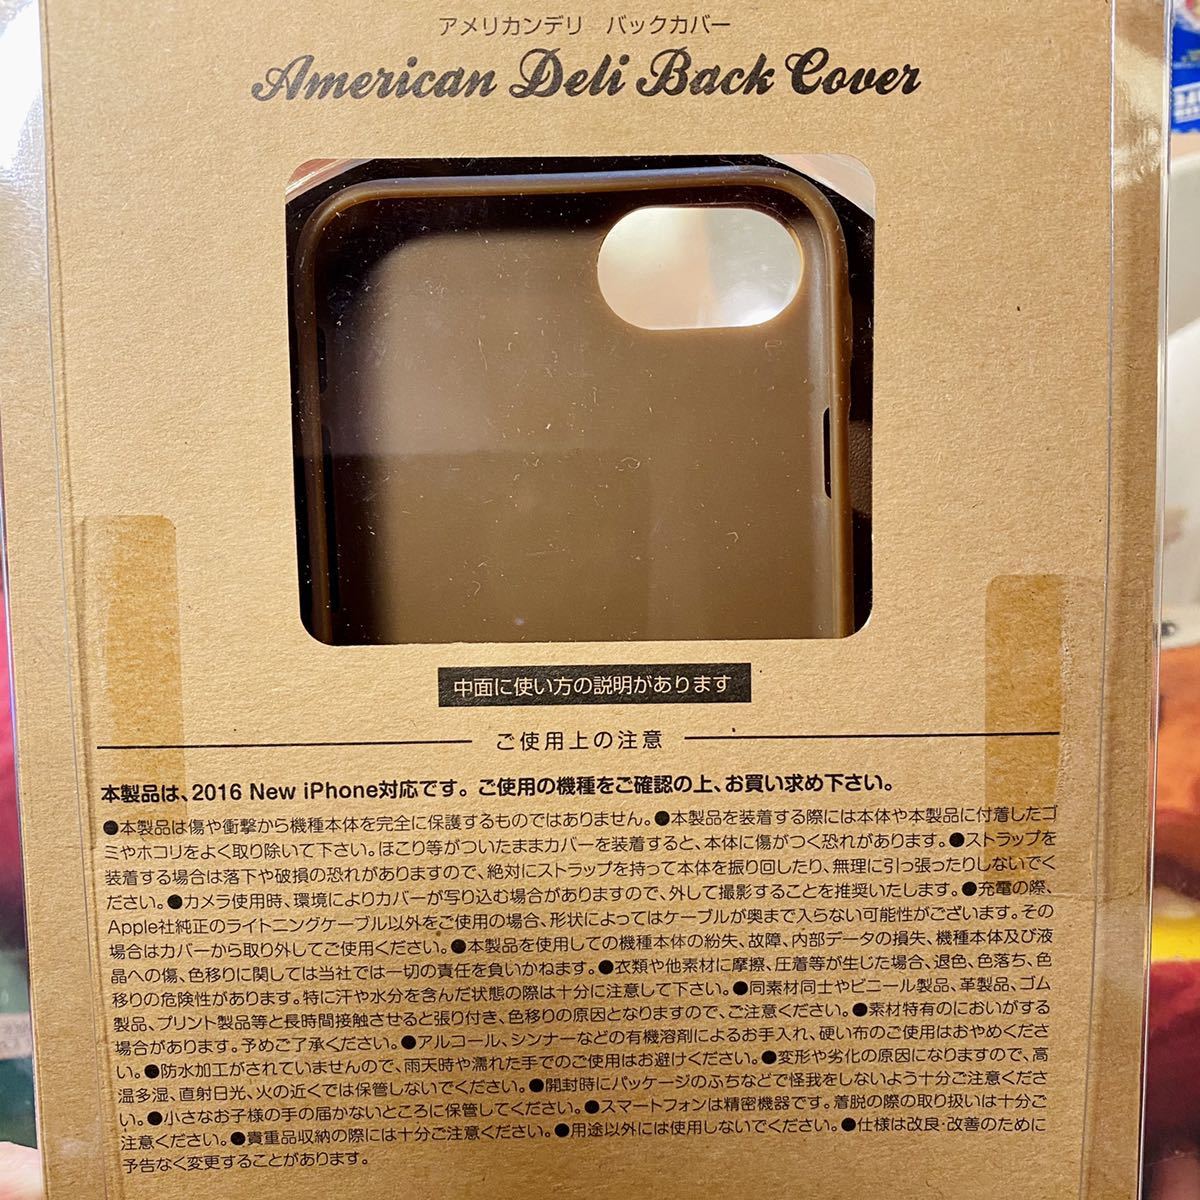 アメリカンデリ　バックカバー
American Deli Back Cover
中面に使い方の説明があります
ご使用上の注意
本製品は、2016 New iPhone対応です。ご使用の機種をご確認の上、お買い求め下さい。
●本製品は傷や衝撃から機種本体を完全に保護するものではありません。●本製品を装着する際には本体や本製品に付着したゴ
ミやホコリをよく取り除いて下さい。ほこり等がついたままカバーを装着すると、本体に傷がつく恐れがあります。●ストラップを
装着する場合は落下や破損の恐れがありますので、絶対にストラップを持って本体を振り回したり、無理に引っ張ったりしないでく
ださい。●カメラ使用時、環境によりカバーが写り込む場合がありますので、外して撮影することを推奨いたします。●充電の際、
Apple社純正のライトニングケーブル以外をご使用の場合、形状によってはケーブルが奥まで入らない可能性がございます。その
場合はカバーから取り外してご使用ください。●本製品を使用しての機種本体の紛失、故障、内部データの損失、機種本体及び液
晶への傷、色移りに関しては当社では一切の責任を負いかねます。●衣類や他素材に摩擦、圧着等が生じた場合、退色、色落ち、色
移りの危険性があります。特に汗や水分を含んだ状態の際は十分に注意して下さい。●同素材同士やビニール製品、革製品、ゴム
製品、プリント製品等と長時間接触させると張り付き、色移りの原因となりますので、ご注意ください。●素材特有のにおいがする
場合があります。予めご了承ください。●アルコール、シンナーなどの有機溶剤によるお手入れ、硬い布のご使用はおやめくださ
い。●防水加工がされていませんので、雨天時や濡れた手でのご使用はお避けください。●変形や劣化の原因になりますので、高
温多湿、直射日光、火の近くでは保管しないでください。●開封時にパッケージのふちなどで怪我をしないよう十分ご注意くださ
い。●小さなお子様の手の届かないところに保管してください。●スマートフォンは精密機器です。着脱の際の取り扱いは十分ご
注意ください。●貴重品収納の際には十分ご注意ください。●用途以外には使用しないでください。●仕様は改良・改善のために
予告なく変更することがあります。